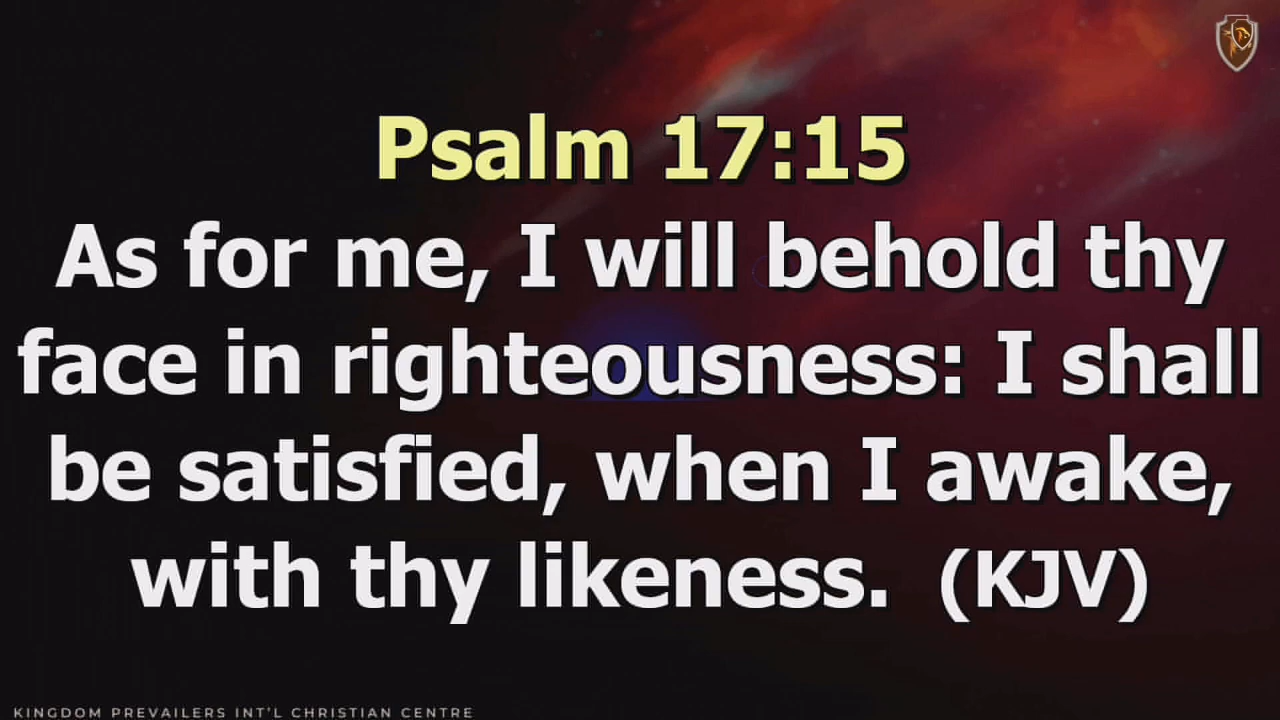 Psalm 17:15
As for me, I will behold thy
face in righteousness: I shall
be satisfied, when I awake,
with thy likeness. (KJV)
KINGDOM PREVAILERS INT'L CHRISTIAN CENTRE